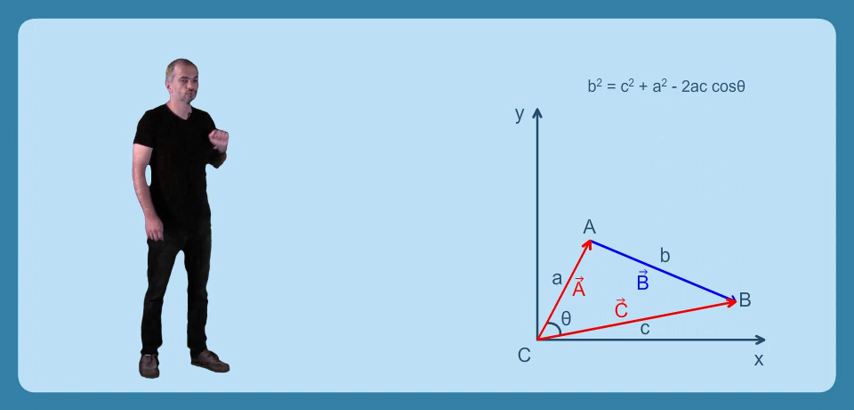 b² = c² + a² - 2ac cosθ
y
A
b
a
A⃗
B⃗
B
C⃗
θ
c
C
x